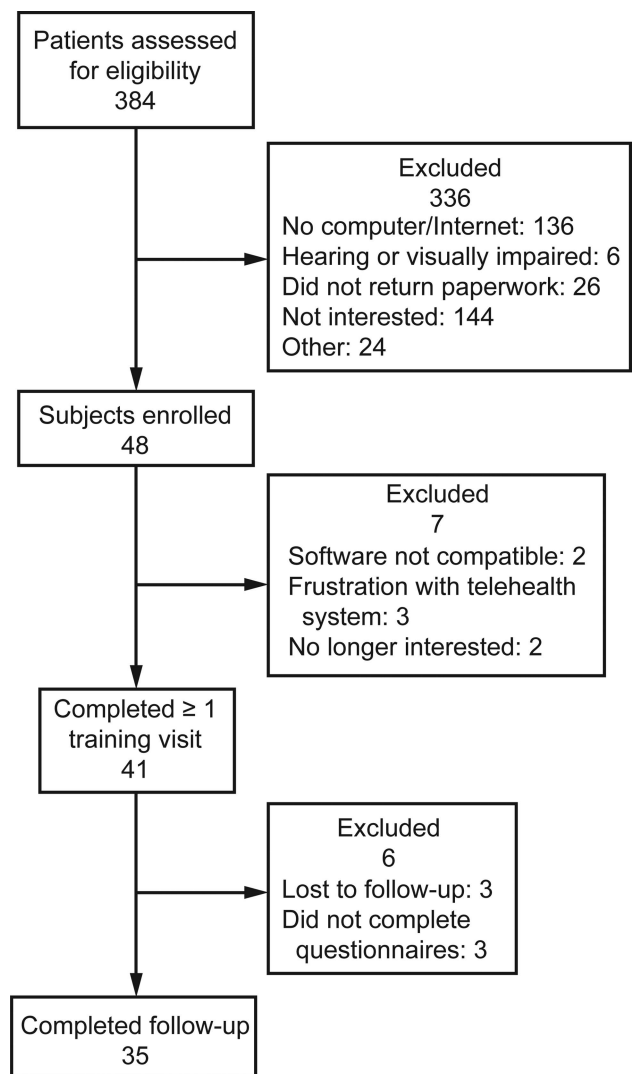 Patients assessed
for eligibility
384
Excluded
336
No computer/Internet: 136
Hearing or visually impaired: 6
Did not return paperwork: 26
Not interested: 144
Other: 24
Subjects enrolled
48
Excluded
7
Software not compatible: 2
Frustration with telehealth
system: 3
No longer interested: 2
Completed ≥ 1
training visit
41
Excluded
6
Lost to follow-up: 3
Did not complete
questionnaires: 3
Completed follow-up
35